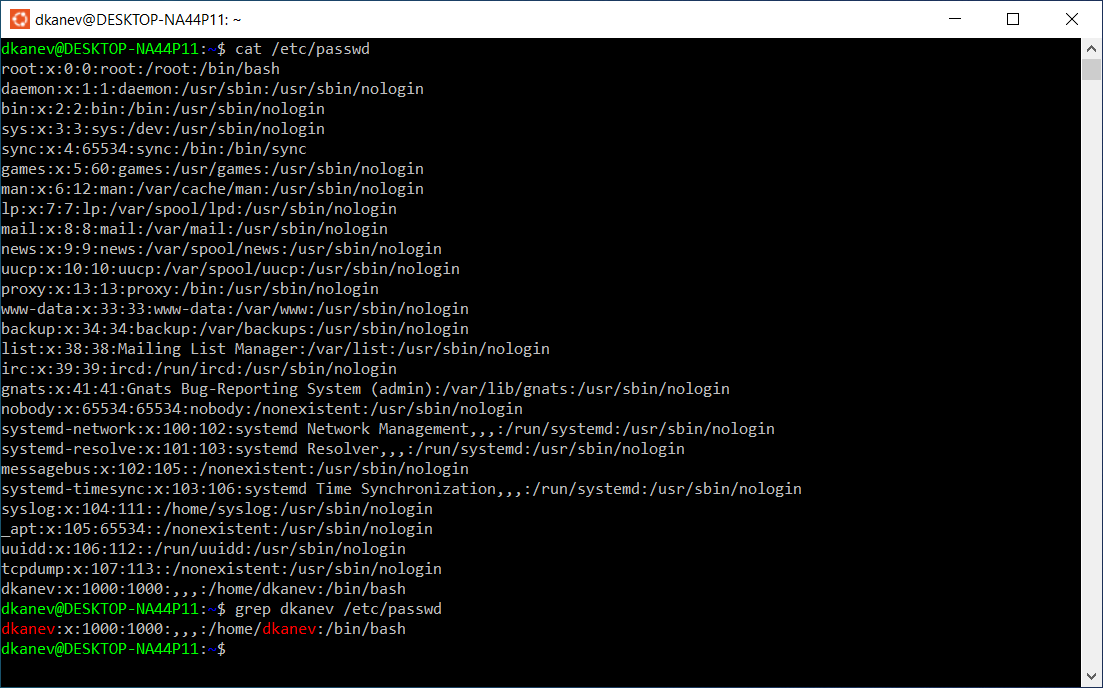 dkanev@DESKTOP-NA44P11: ~
dkanev@DESKTOP-NA44P11:~$ cat /etc/passwd
root:x:0:0:root:/root:/bin/bash
daemon:x:1:1:daemon:/usr/sbin:/usr/sbin/nologin
bin:x:2:2:bin:/bin:/usr/sbin/nologin
sys:x:3:3:sys:/dev:/usr/sbin/nologin
sync:x:4:65534:sync:/bin:/bin/sync
games:x:5:60:games:/usr/games:/usr/sbin/nologin
man:x:6:12:man:/var/cache/man:/usr/sbin/nologin
lp:x:7:7:lp:/var/spool/lpd:/usr/sbin/nologin
mail:x:8:8:mail:/var/mail:/usr/sbin/nologin
news:x:9:9:news:/var/spool/news:/usr/sbin/nologin
uucp:x:10:10:uucp:/var/spool/uucp:/usr/sbin/nologin
proxy:x:13:13:proxy:/bin:/usr/sbin/nologin
www-data:x:33:33:www-data:/var/www:/usr/sbin/nologin
backup:x:34:34:backup:/var/backups:/usr/sbin/nologin
list:x:38:38:Mailing List Manager:/var/list:/usr/sbin/nologin
irc:x:39:39:ircd:/run/ircd:/usr/sbin/nologin
gnats:x:41:41:Gnats Bug-Reporting System (admin):/var/lib/gnats:/usr/sbin/nologin
nobody:x:65534:65534:nobody:/nonexistent:/usr/sbin/nologin
systemd-network:x:100:102:systemd Network Management,,,:/run/systemd:/usr/sbin/nologin
systemd-resolve:x:101:103:systemd Resolver,,,:/run/systemd:/usr/sbin/nologin
messagebus:x:102:105::/nonexistent:/usr/sbin/nologin
systemd-timesync:x:103:106:systemd Time Synchronization,,,:/run/systemd:/usr/sbin/nologin
syslog:x:104:111::/home/syslog:/usr/sbin/nologin
_apt:x:105:65534::/nonexistent:/usr/sbin/nologin
uuidd:x:106:112::/run/uuidd:/usr/sbin/nologin
tcpdump:x:107:113::/nonexistent:/usr/sbin/nologin
dkanev:x:1000:1000:,,,:/home/dkanev:/bin/bash
dkanev@DESKTOP-NA44P11:~$ grep dkanev /etc/passwd
dkanev:x:1000:1000:,,,:/home/dkanev:/bin/bash
dkanev@DESKTOP-NA44P11:~$